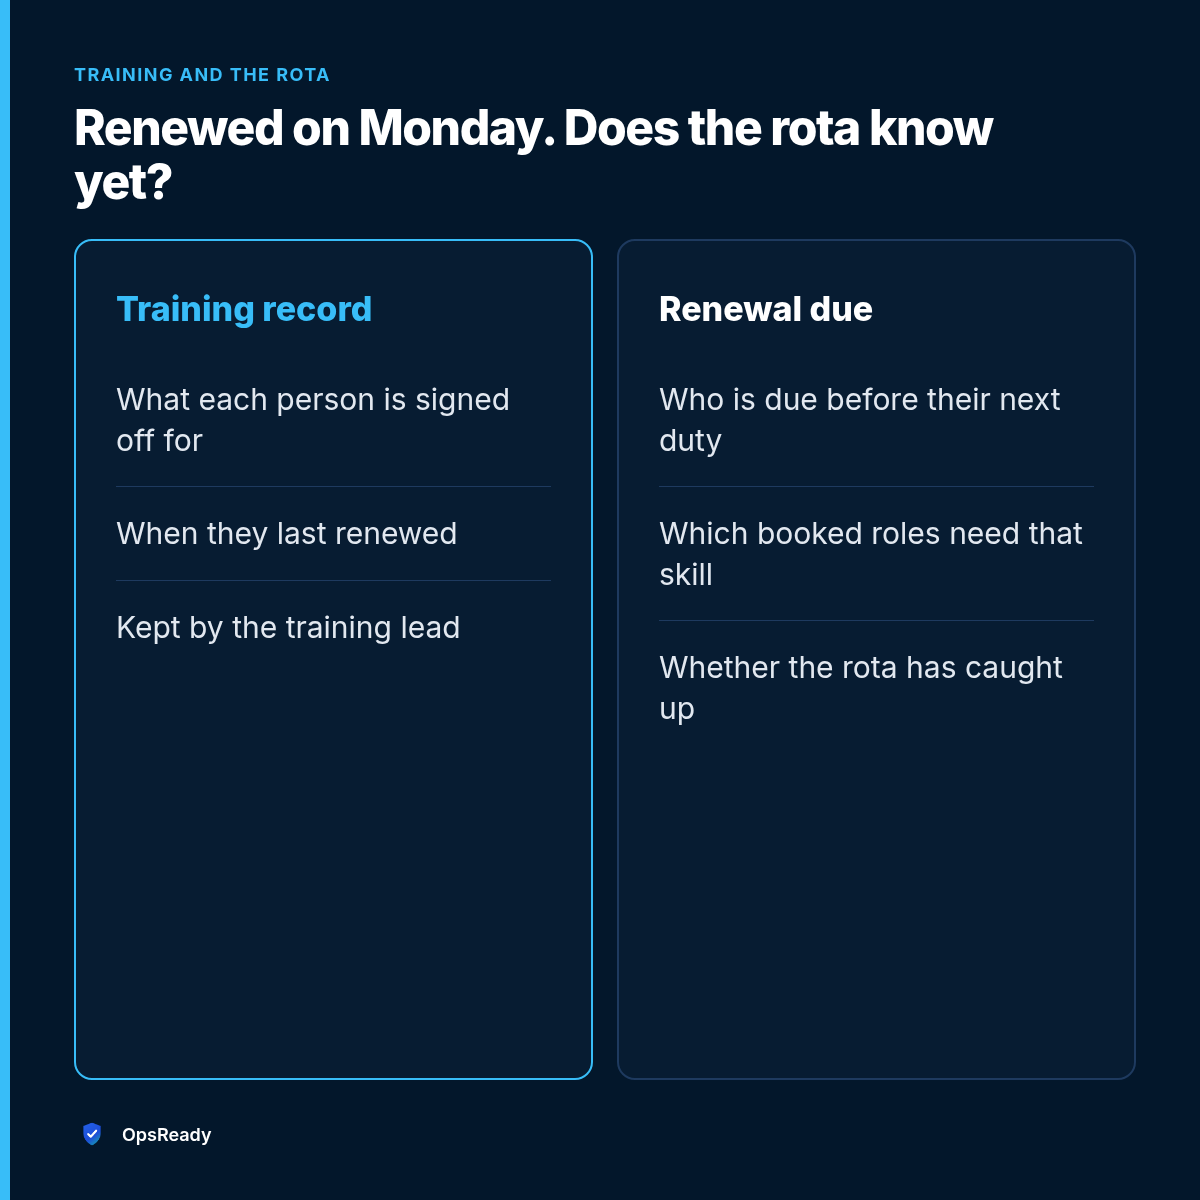 TRAINING AND THE ROTA
Renewed on Monday. Does the rota know
yet?
Training record
What each person is signed
off for
When they last renewed
Kept by the training lead
Renewal due
Who is due before their next
duty
Which booked roles need that
skill
Whether the rota has caught
up
OpsReady